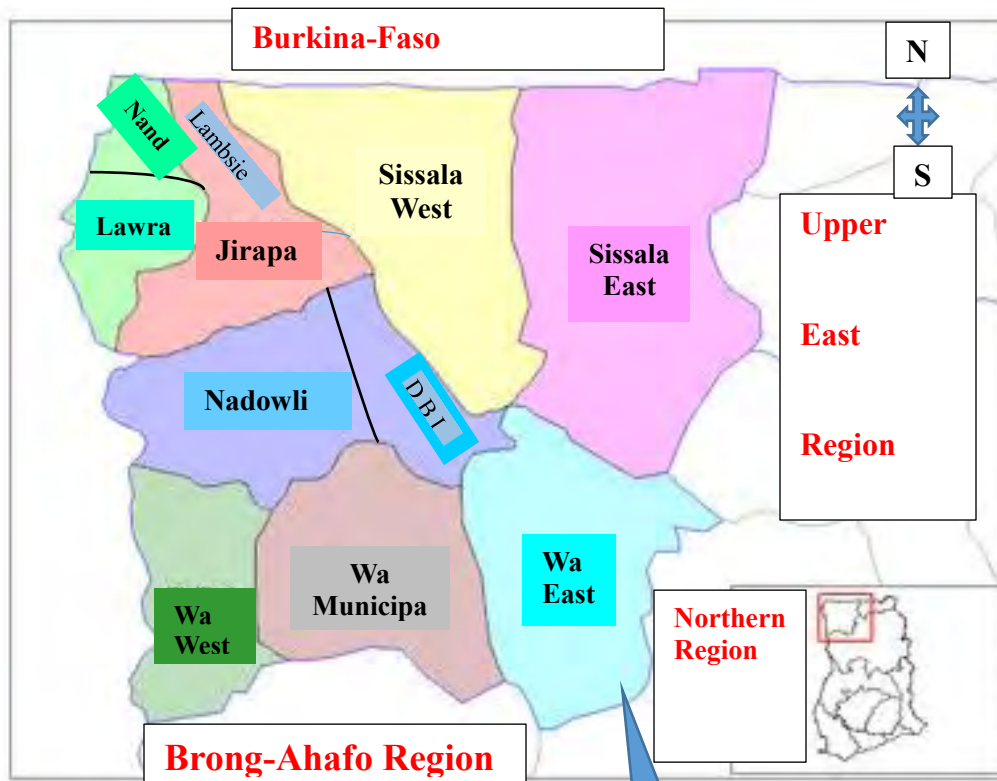 Burkina-Faso
N
S
Nand
Lambsie
Lawra
Jirapa
Sissala
West
Sissala
East
Upper
East
Region
Nadowli
D B I
Wa
West
Wa
Municipa
Wa
East
Northern
Region
Brong-Ahafo Region